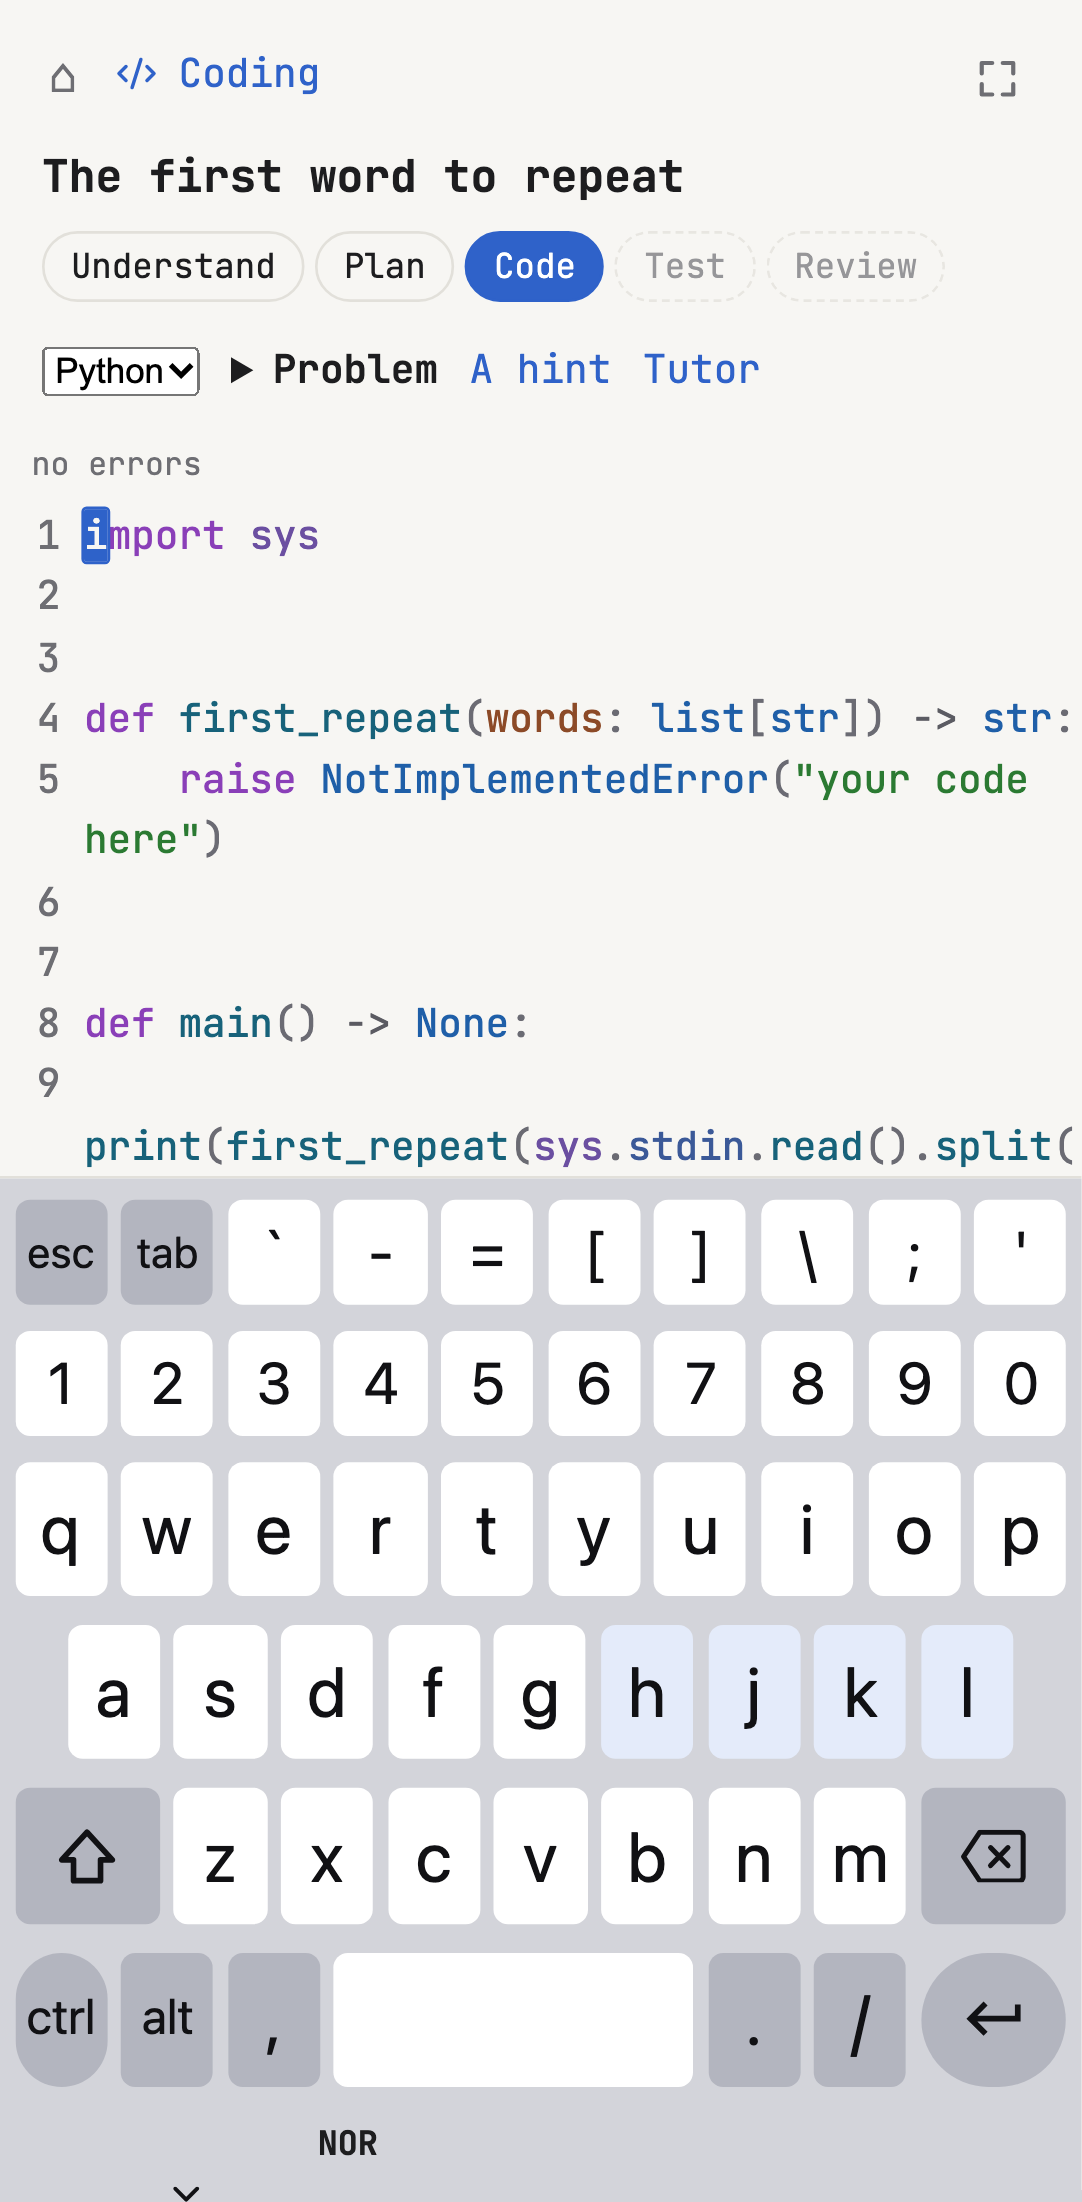 </> Coding
The first word to repeat
Understand Plan Code Test Review
Python Problem A hint Tutor
no errors
1 import sys
2
3
4 def first_repeat(words: list[str]) -> str:
5     raise NotImplementedError("your code
here")
6
7
8 def main() -> None:
9
print(first_repeat(sys.stdin.read().split(
esc tab ` - = [ ] \ ; '
1 2 3 4 5 6 7 8 9 0
q w e r t y u i o p
a s d f g h j k l
z x c v b n m
ctrl alt , . /
NOR